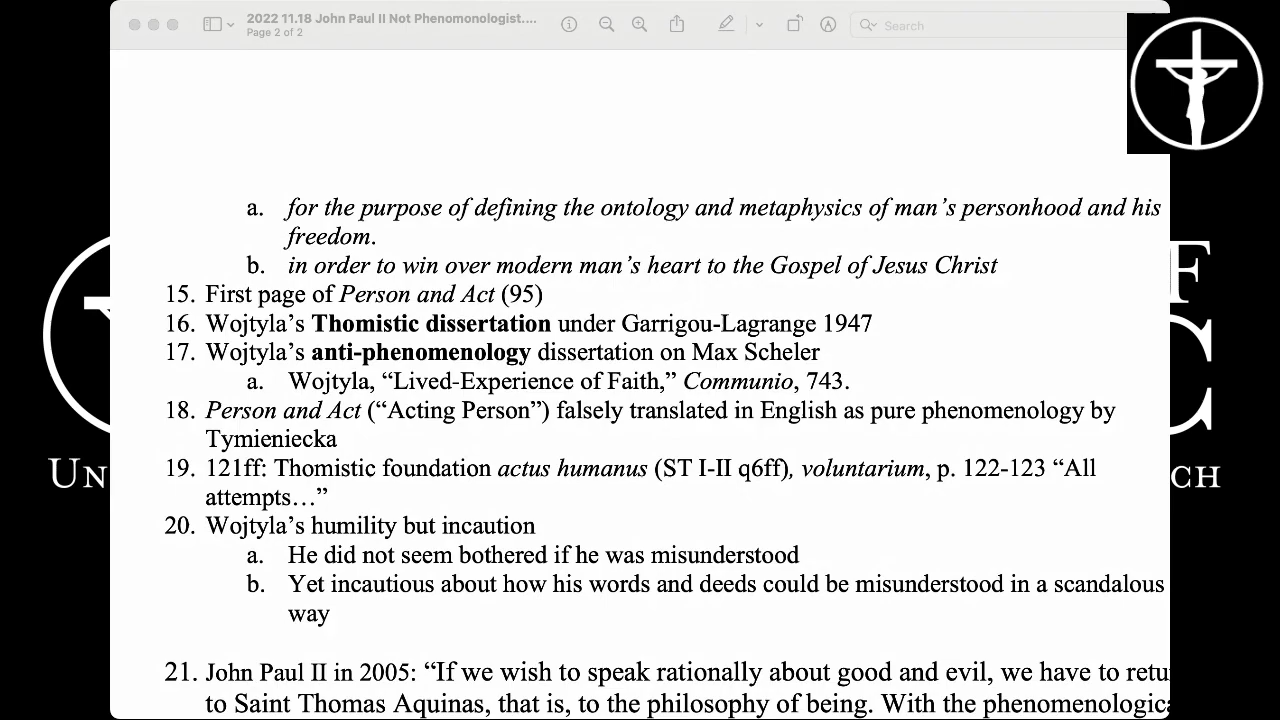 2022 11.18 John Paul II Not Phenomonologist....
Page 2 of 2
Search
a. for the purpose of defining the ontology and metaphysics of man's personhood and his
freedom.
b. in order to win over modern man's heart to the Gospel of Jesus Christ
15. First page of Person and Act (95)
16. Wojtyla's Thomistic dissertation under Garrigou-Lagrange 1947
17. Wojtyla's anti-phenomenology dissertation on Max Scheler
a. Wojtyla, “Lived-Experience of Faith,” Communio, 743.
18. Person and Act (“Acting Person”) falsely translated in English as pure phenomenology by
Tymieniecka
19. 121ff: Thomistic foundation actus humanus (ST I-II q6ff), voluntarium, p. 122-123 “All
attempts…”
20. Wojtyla's humility but incaution
a. He did not seem bothered if he was misunderstood
b. Yet incautious about how his words and deeds could be misunderstood in a scandalous
way
21. John Paul II in 2005: “If we wish to speak rationally about good and evil, we have to retu
to Saint Thomas Aquinas, that is, to the philosophy of being. With the phenomenologica
F
C
UN
CH